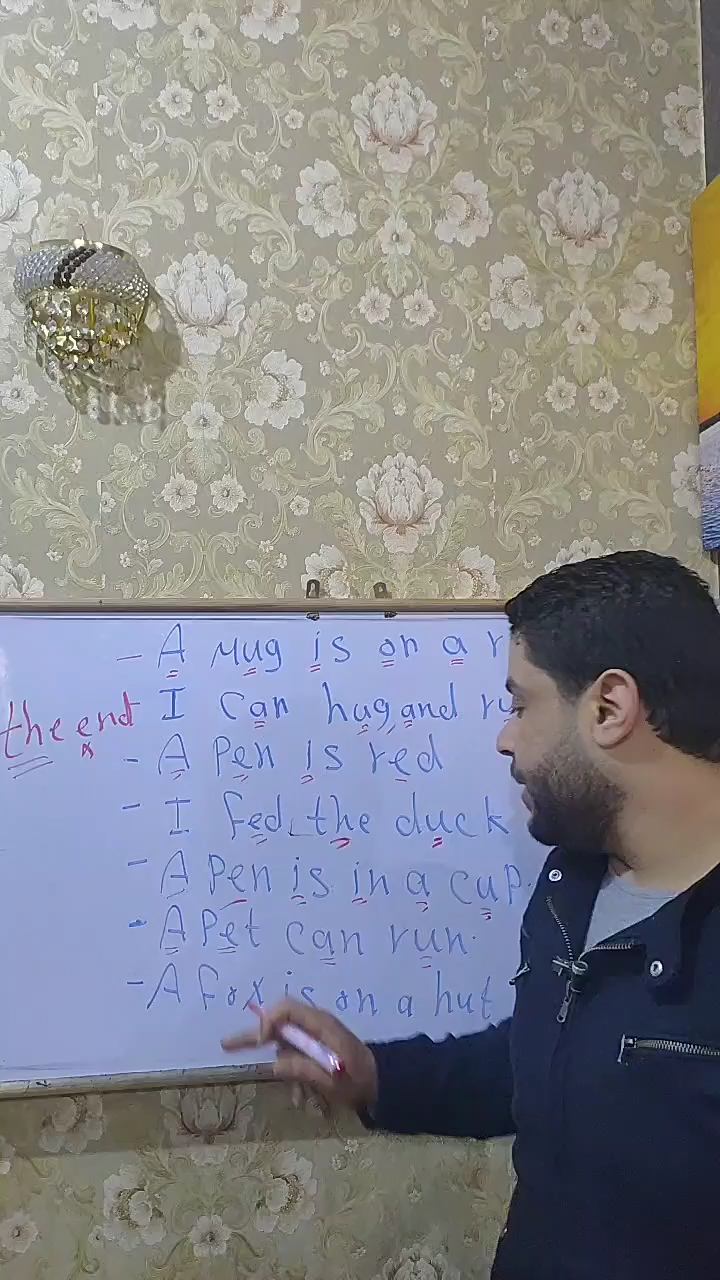 - A Mug is on a r
- I can hug and ru
the end
- A Pen is red
- I fed the duck
- A Pen is in a cup.
- A Pet can run.
- A fox is on a hut